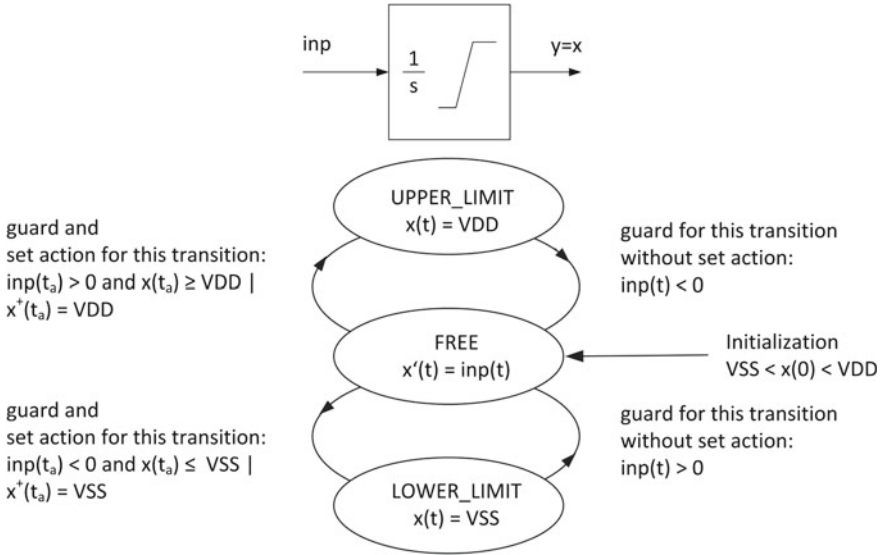 inp
1
s
y=x
UPPER_LIMIT
x(t) = VDD
guard and
set action for this transition:
inp(tₐ) > 0 and x(tₐ) ≥ VDD |
x⁺(tₐ) = VDD
guard for this transition
without set action:
inp(t) < 0
FREE
x‘(t) = inp(t)
Initialization
VSS < x(0) < VDD
guard and
set action for this transition:
inp(tₐ) < 0 and x(tₐ) ≤ VSS |
x⁺(tₐ) = VSS
guard for this transition
without set action:
inp(t) > 0
LOWER_LIMIT
x(t) = VSS